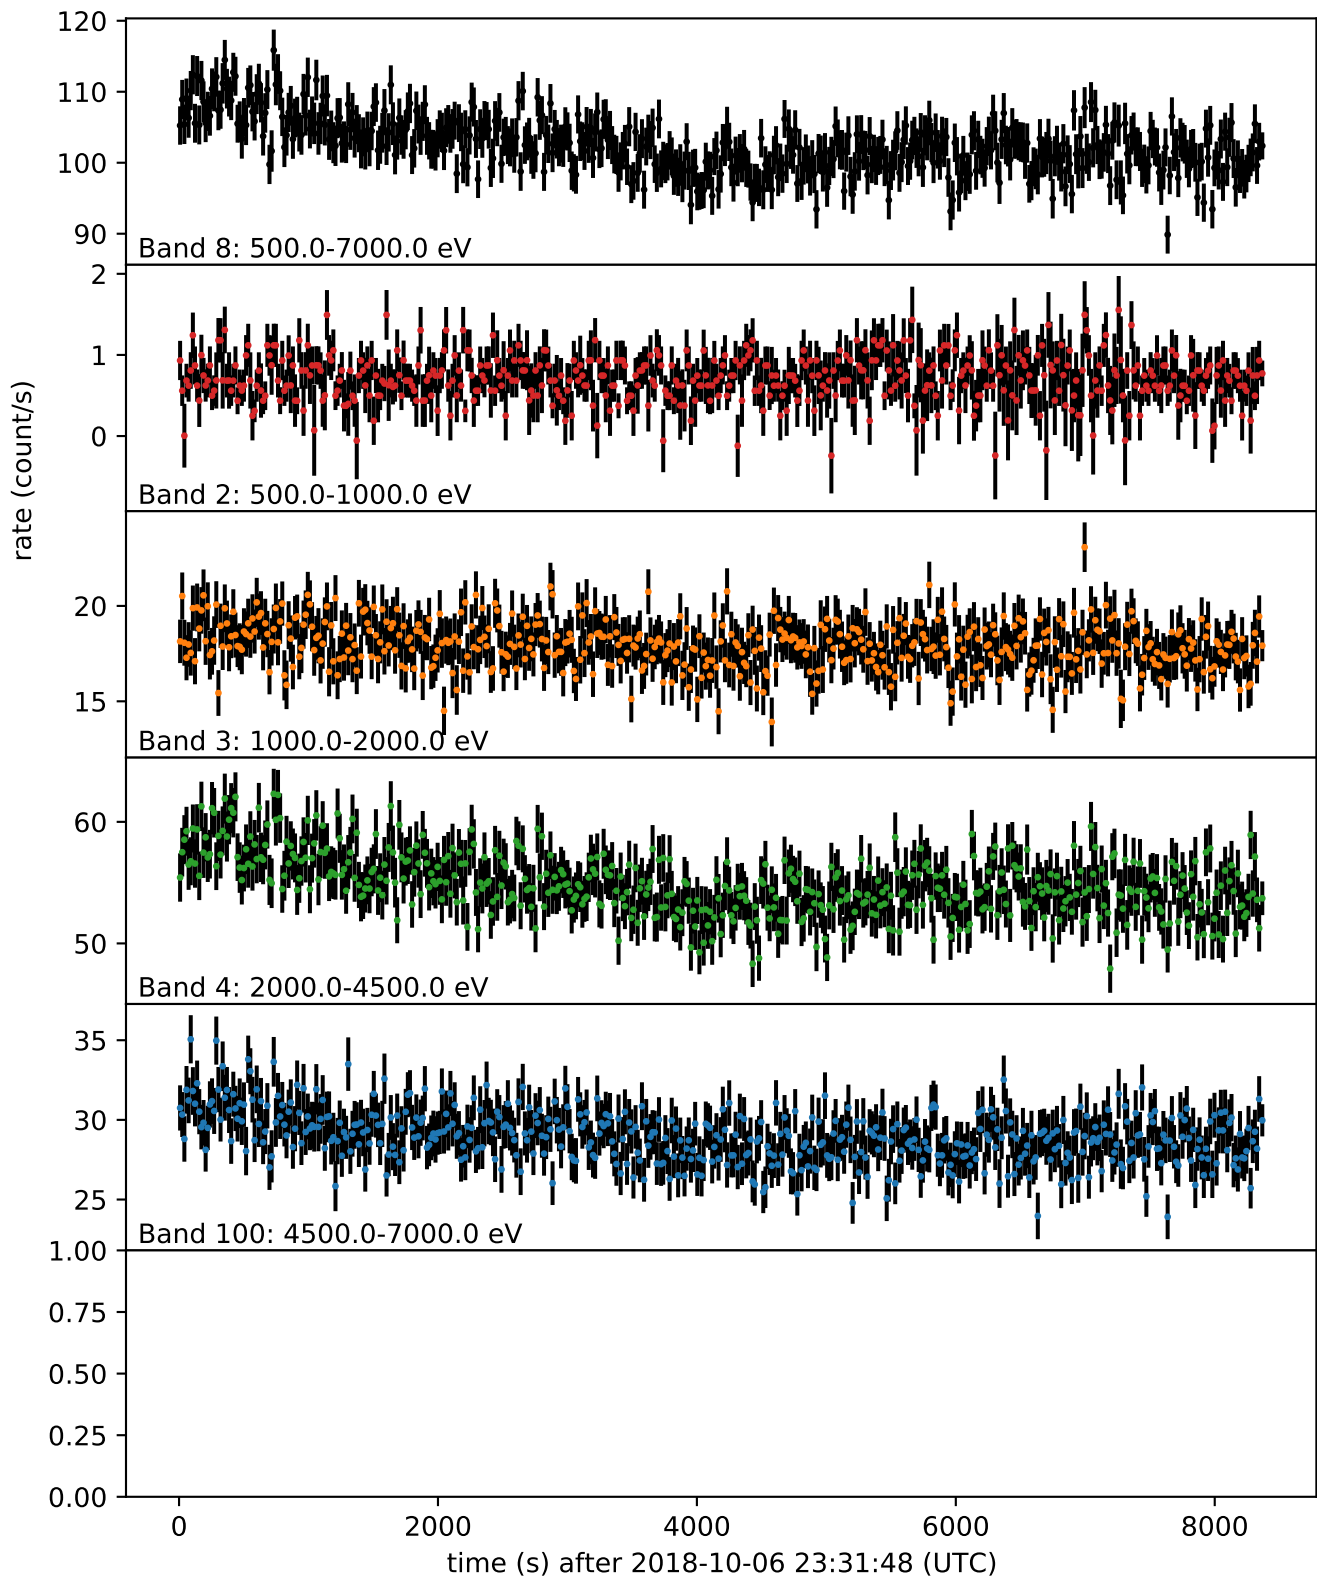 120
110
100
90
Band 8: 500.0-7000.0 eV
2
1
0
Band 2: 500.0-1000.0 eV
rate (count/s)
20
15
Band 3: 1000.0-2000.0 eV
60
50
Band 4: 2000.0-4500.0 eV
35
30
25
Band 100: 4500.0-7000.0 eV
1.00
0.75
0.50
0.25
0.00
0 2000 4000 6000 8000
time (s) after 2018-10-06 23:31:48 (UTC)